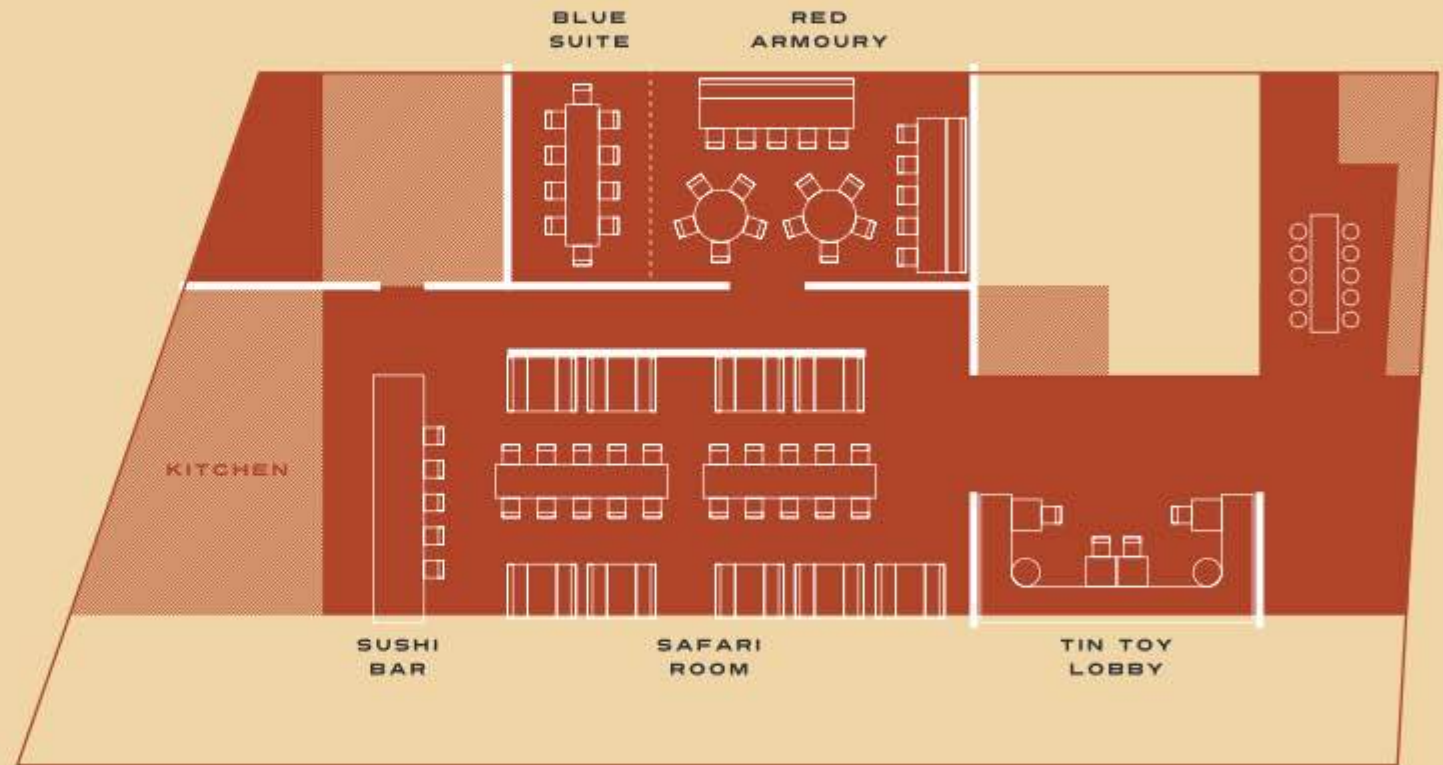 BLUE
SUITE
RED
ARMOURY
KITCHEN
SUSHI
BAR
SAFARI
ROOM
TIN TOY
LOBBY